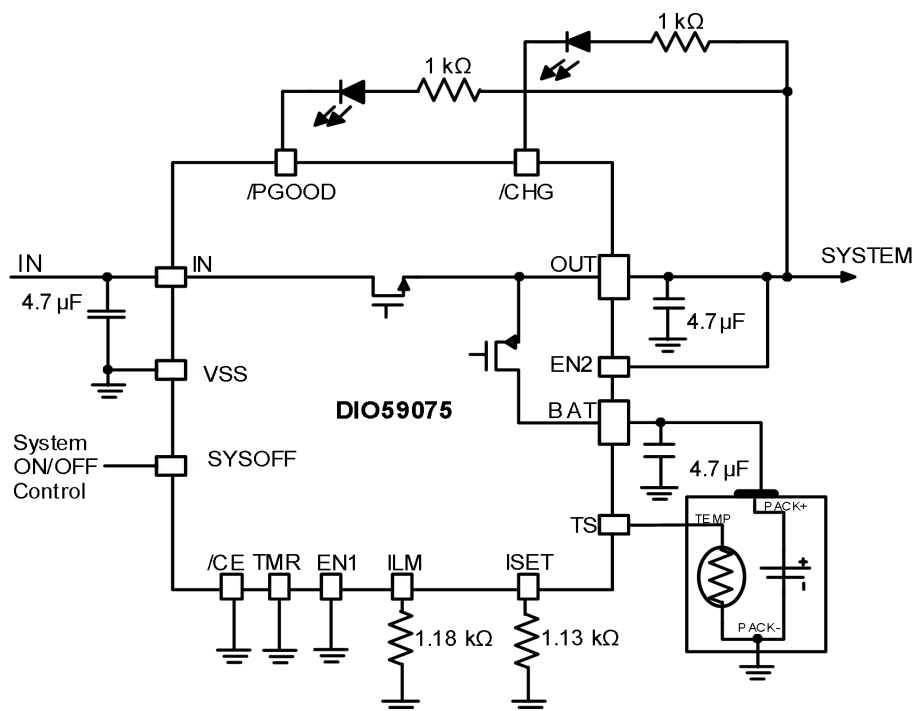 1 kΩ
1 kΩ
/PGOOD
/CHG
IN
IN
OUT
SYSTEM
4.7 µF
4.7 µF
VSS
EN2
DIO59075
BAT
System
ON/OFF
Control
SYSOFF
4.7 µF
TS
TEMP
PACK+
+
-
PACK-
/CE
TMR
EN1
ILM
ISET
1.18 kΩ
1.13 kΩ